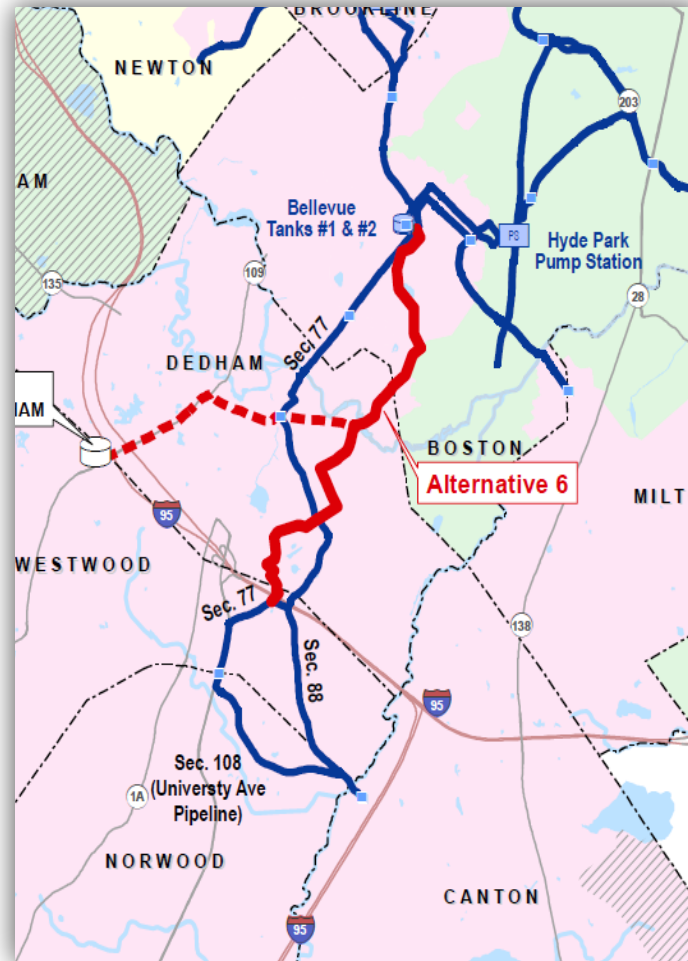 BROOKLINE
NEWTON
203
AM
Bellevue
Tanks #1 & #2
PS
Hyde Park
Pump Station
109
135
28
Sec. 77
DEDHAM
AM
BOSTON
Alternative 6
MILT
95
WESTWOOD
Sec. 77
138
Sec. 88
95
Sec. 108
(Universty Ave
Pipeline)
1A
NORWOOD
CANTON
95